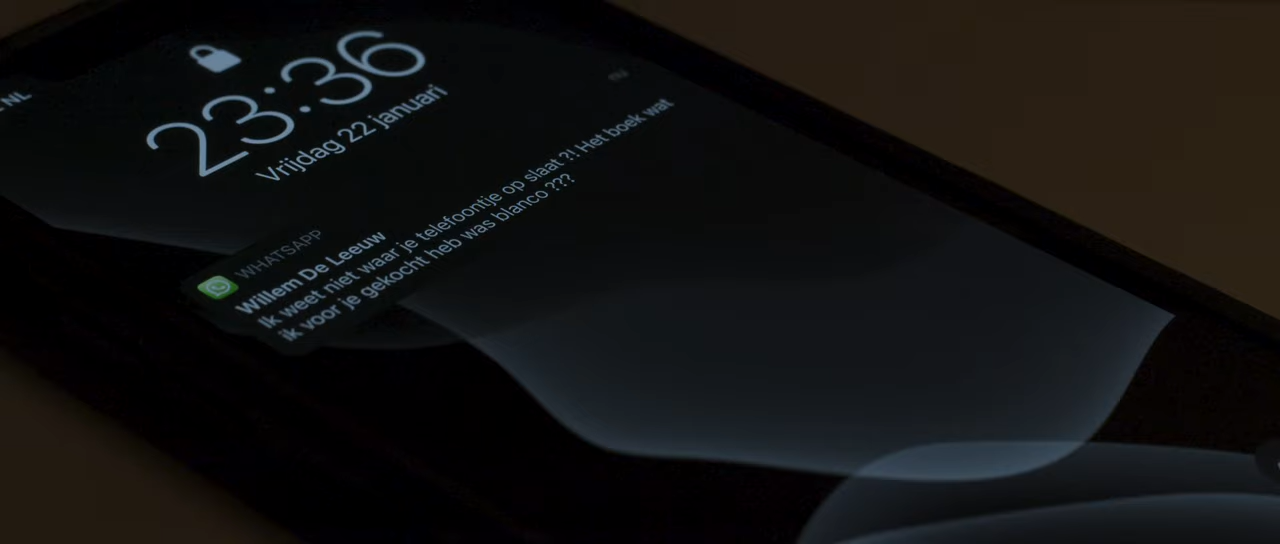 NL
23:36
Vrijdag 22 januari
WHATSAPP
nu
Willem De Leeuw
Ik weet niet waar je telefoontje op slaat ?! Het boek wat
ik voor je gekocht heb was blanco ???